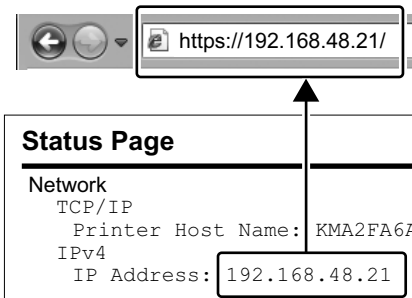 https://192.168.48.21/
Status Page
Network
TCP/IP
Printer Host Name: KMA2FA6A
IPv4
IP Address: 192.168.48.21